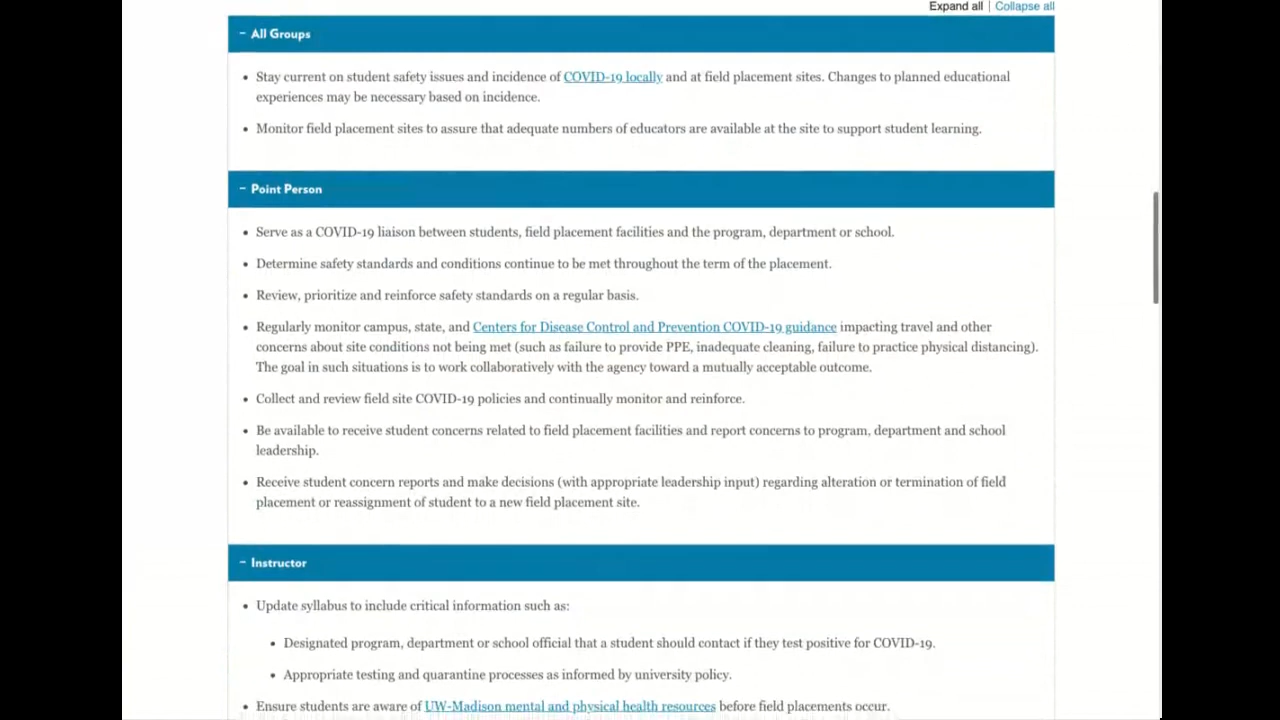 Expand all | Collapse all
− All Groups
• Stay current on student safety issues and incidence of COVID-19 locally and at field placement sites. Changes to planned educational
experiences may be necessary based on incidence.
• Monitor field placement sites to assure that adequate numbers of educators are available at the site to support student learning.
− Point Person
• Serve as a COVID-19 liaison between students, field placement facilities and the program, department or school.
• Determine safety standards and conditions continue to be met throughout the term of the placement.
• Review, prioritize and reinforce safety standards on a regular basis.
• Regularly monitor campus, state, and Centers for Disease Control and Prevention COVID-19 guidance impacting travel and other
concerns about site conditions not being met (such as failure to provide PPE, inadequate cleaning, failure to practice physical distancing).
The goal in such situations is to work collaboratively with the agency toward a mutually acceptable outcome.
• Collect and review field site COVID-19 policies and continually monitor and reinforce.
• Be available to receive student concerns related to field placement facilities and report concerns to program, department and school
leadership.
• Receive student concern reports and make decisions (with appropriate leadership input) regarding alteration or termination of field
placement or reassignment of student to a new field placement site.
− Instructor
• Update syllabus to include critical information such as:
• Designated program, department or school official that a student should contact if they test positive for COVID-19.
• Appropriate testing and quarantine processes as informed by university policy.
• Ensure students are aware of UW-Madison mental and physical health resources before field placements occur.